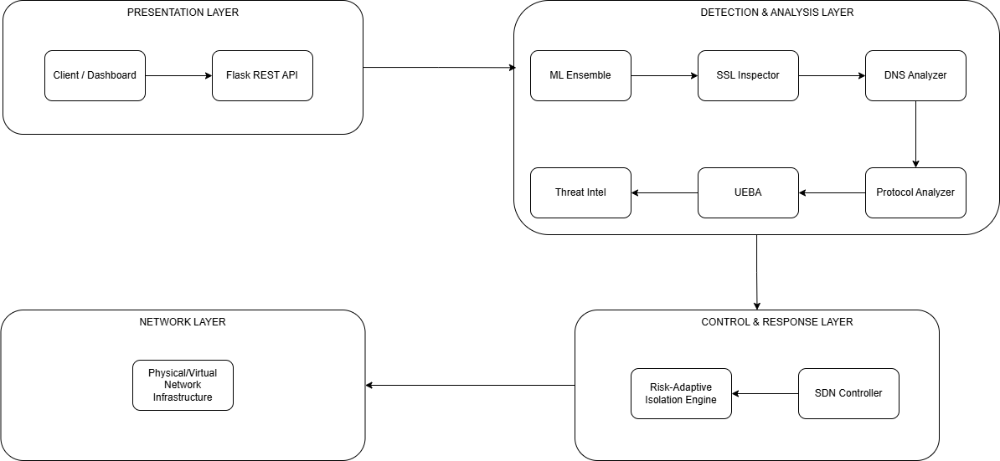 PRESENTATION LAYER
Client / Dashboard
Flask REST API
DETECTION & ANALYSIS LAYER
ML Ensemble
SSL Inspector
DNS Analyzer
Threat Intel
UEBA
Protocol Analyzer
NETWORK LAYER
Physical/Virtual
Network
Infrastructure
CONTROL & RESPONSE LAYER
Risk-Adaptive
Isolation Engine
SDN Controller